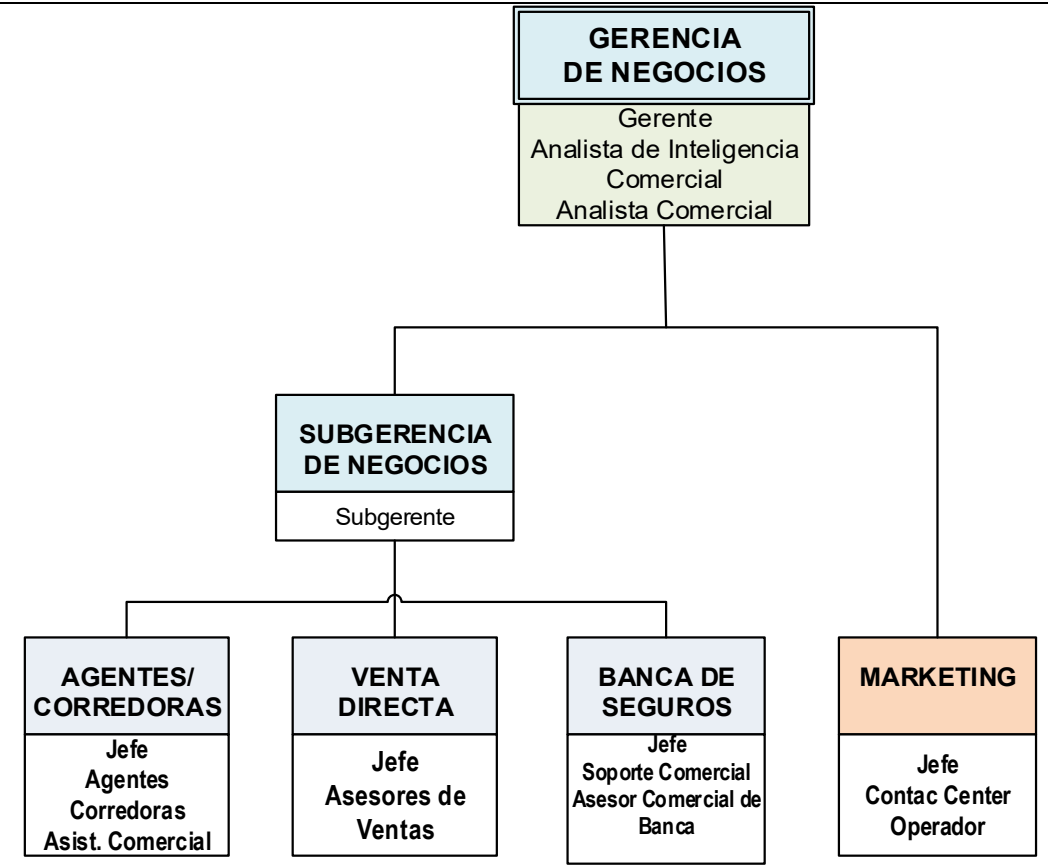 GERENCIA
DE NEGOCIOS
Gerente
Analista de Inteligencia
Comercial
Analista Comercial
SUBGERENCIA
DE NEGOCIOS
Subgerente
AGENTES/
CORREDORAS
Jefe
Agentes
Corredoras
Asist. Comercial
VENTA
DIRECTA
Jefe
Asesores de
Ventas
BANCA DE
SEGUROS
Jefe
Soporte Comercial
Asesor Comercial de
Banca
MARKETING
Jefe
Contac Center
Operador